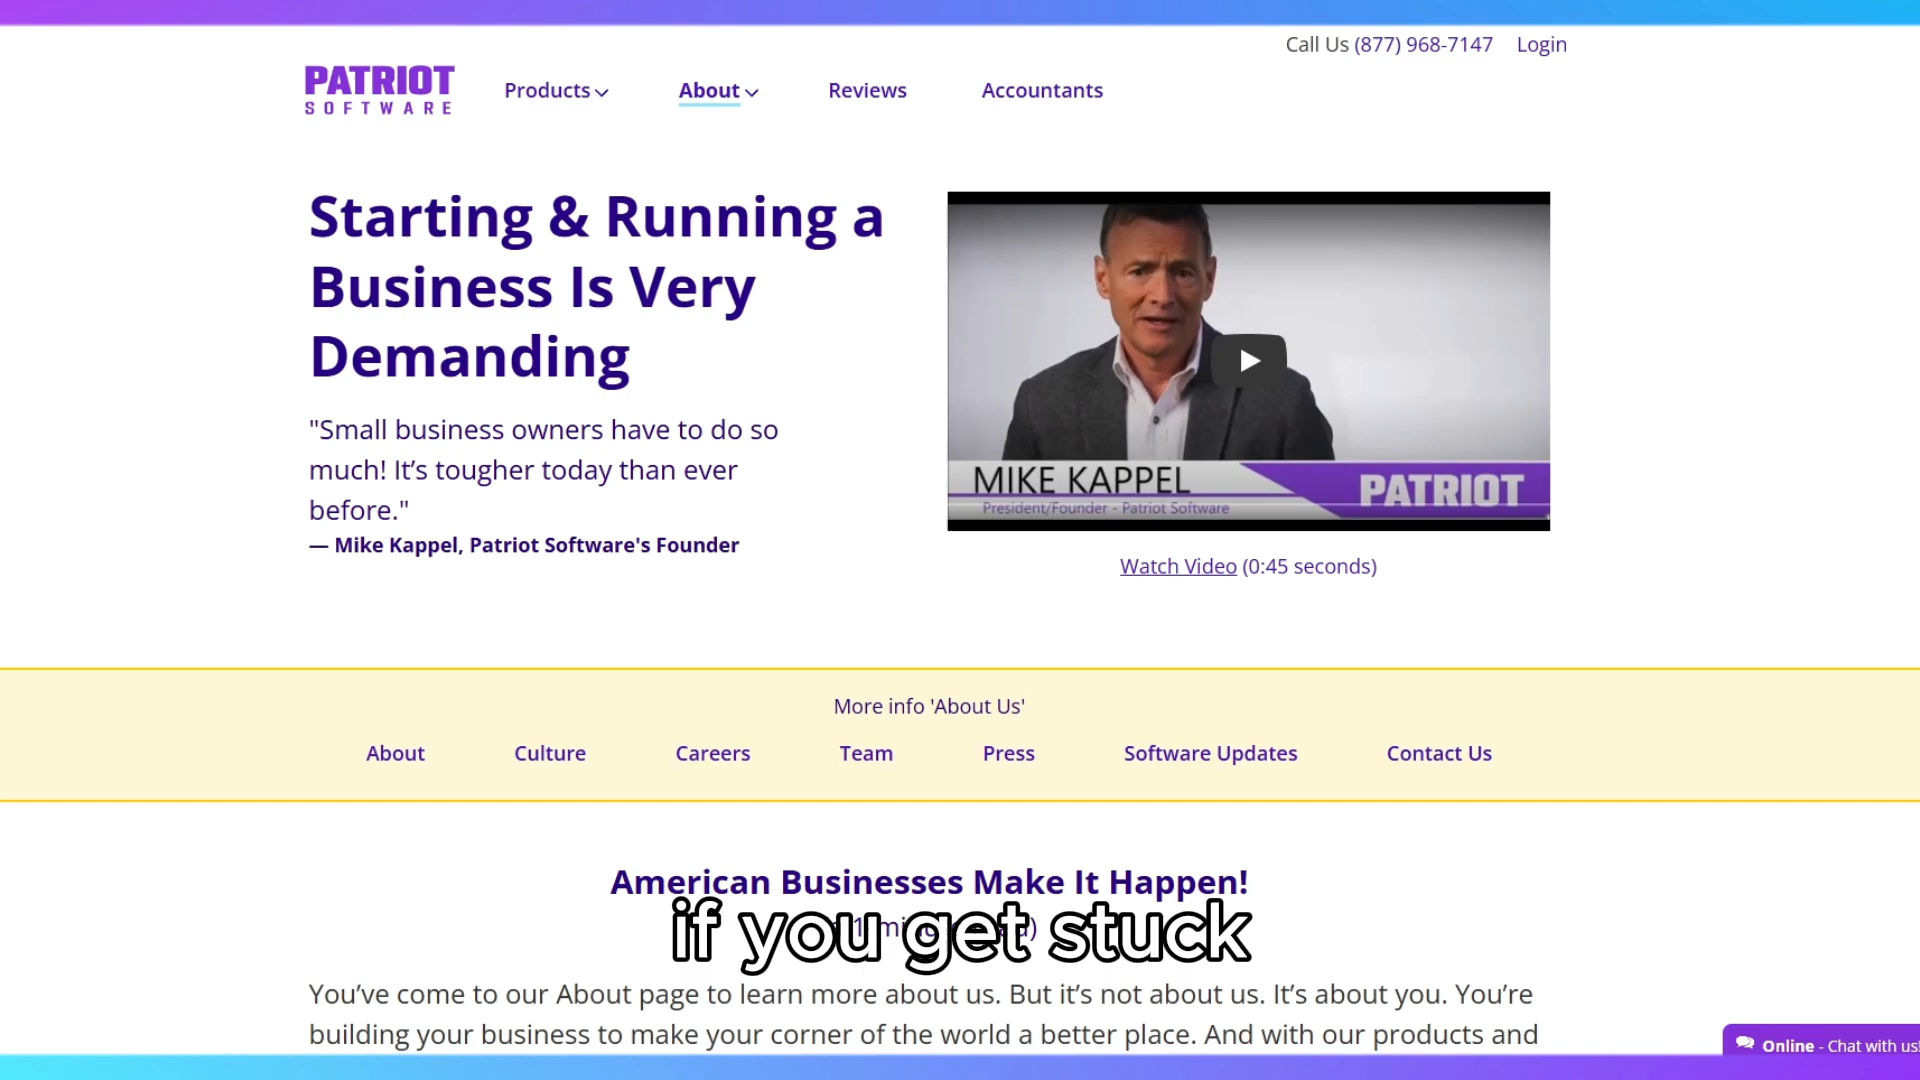 Call Us (877) 968-7147 Login
PATRIOT
SOFTWARE
Products About Reviews Accountants
Starting & Running a
Business Is Very
Demanding
"Small business owners have to do so
much! It’s tougher today than ever
before."
— Mike Kappel, Patriot Software's Founder
MIKE KAPPEL
President/Founder - Patriot Software
PATRIOT
Watch Video (0:45 seconds)
More info 'About Us'
About Culture Careers Team Press Software Updates Contact Us
American Businesses Make It Happen!
if you get stuck
You’ve come to our About page to learn more about us. But it’s not about us. It’s about you. You’re
building your business to make your corner of the world a better place. And with our products and
Online - Chat with us!